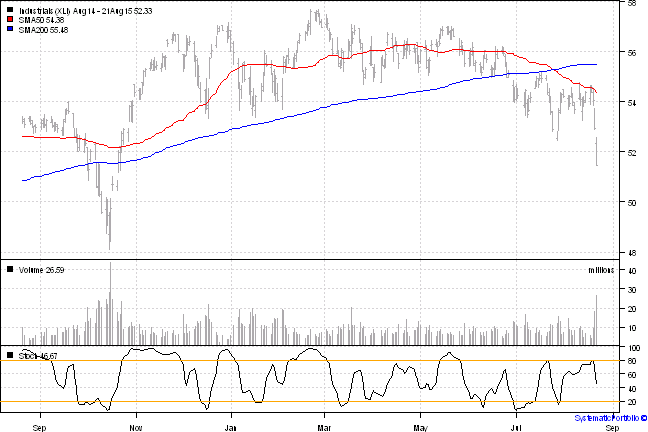 Industrials (XLI) Aug 14 - 21Aug15 52.33
SMA50 54.38
SMA200 55.48
58
56
54
52
50
48
Volume 26.59
millions
40
30
20
10
Stoch 46.67
100
80
60
40
20
Sep Nov Jan Mar May Jul Sep
SystematicPortfolio ©